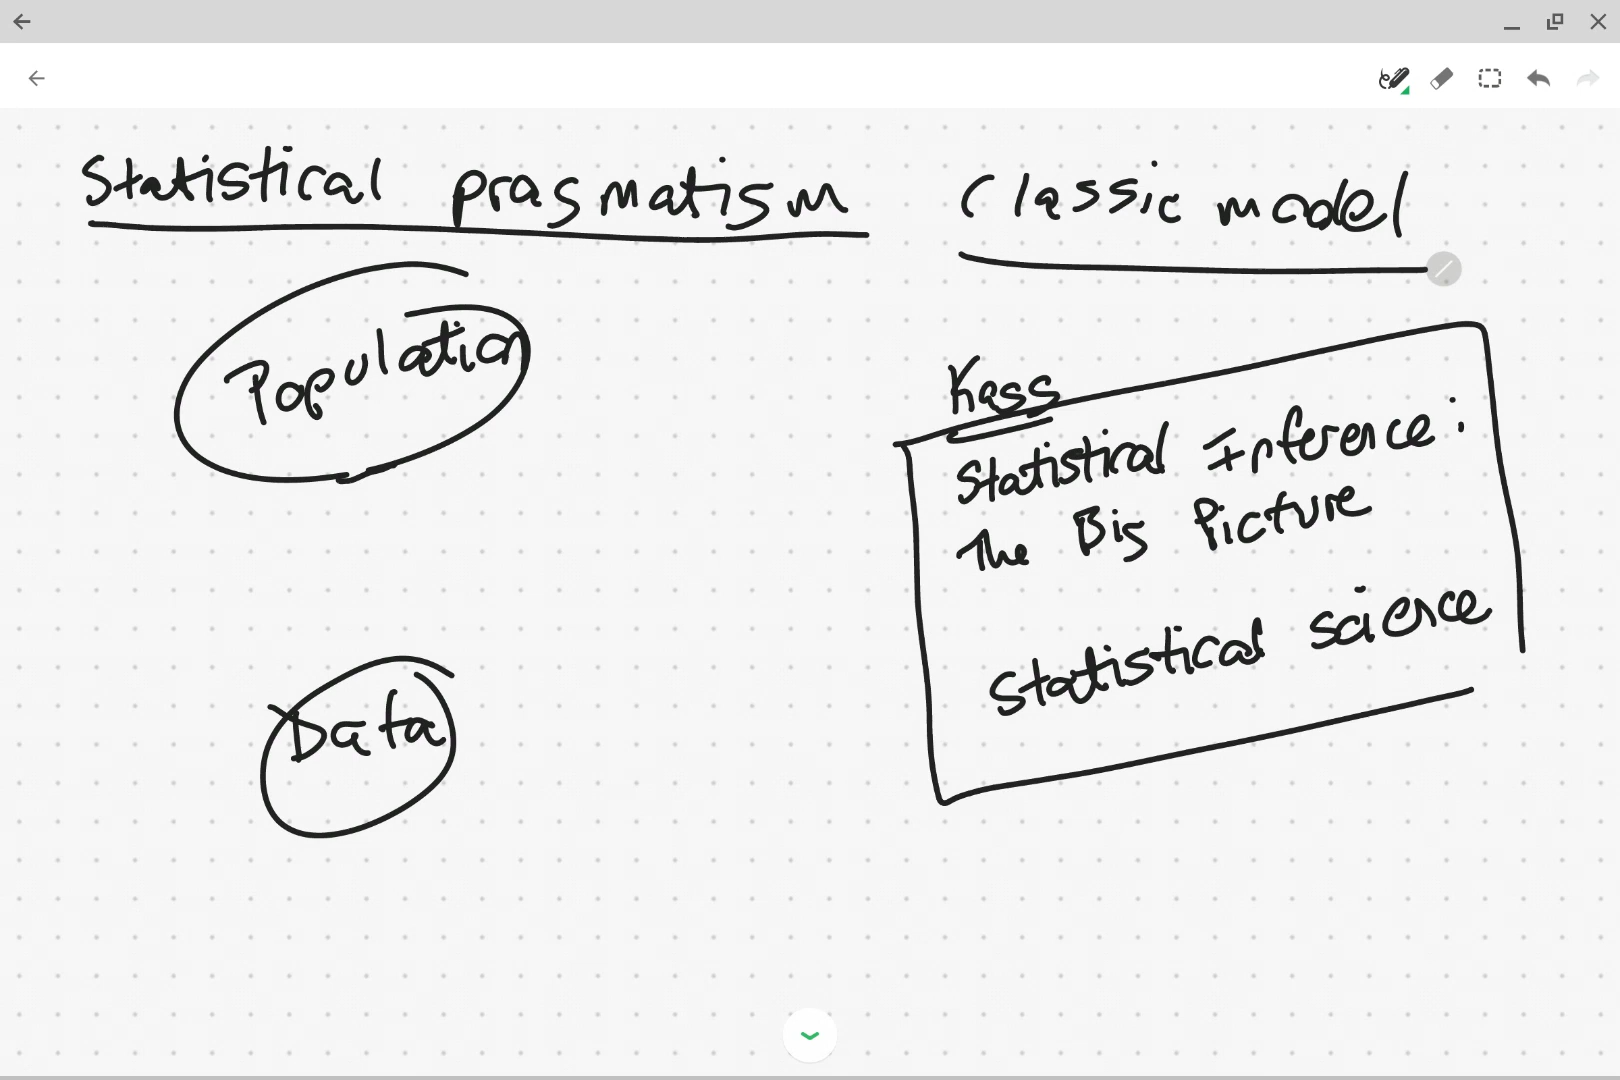 Statistical pragmatism
Classic model
Population
Kass
Statistical Inference:
The Big Picture
Statistical science
Data